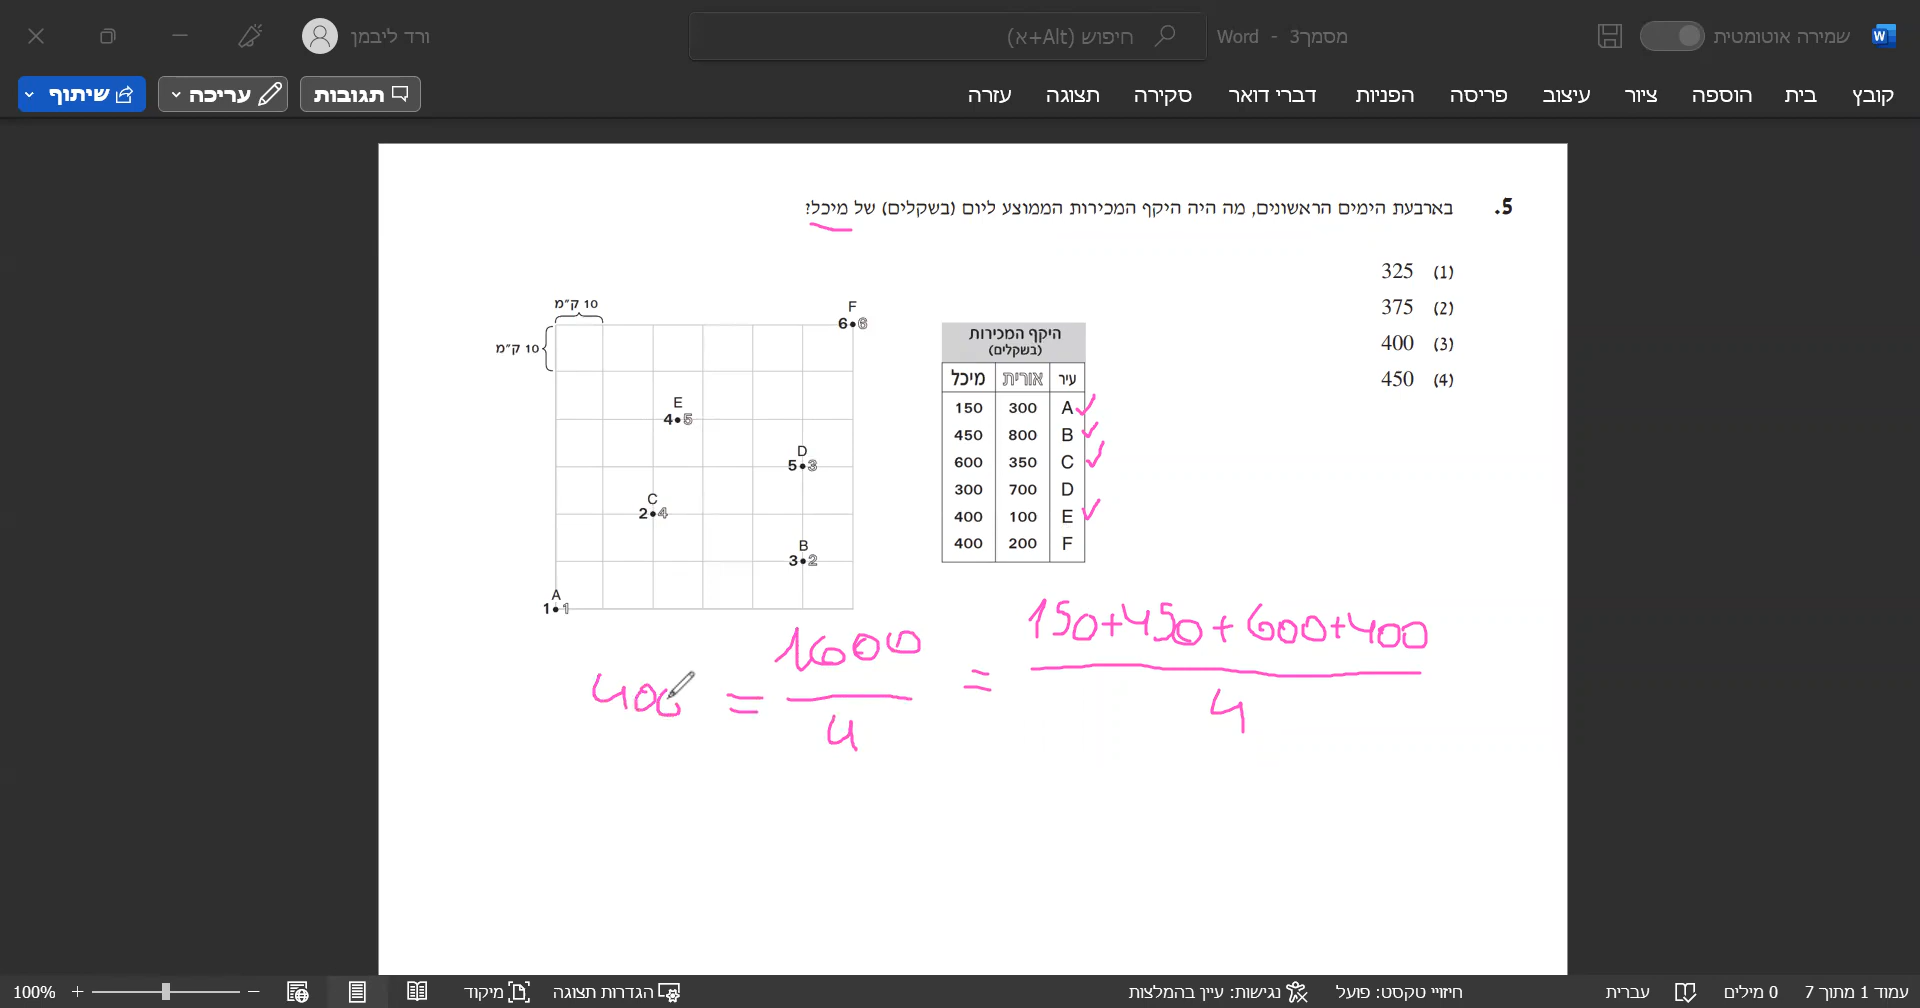 שמירה אוטומטית
מסמך3 - Word
חיפוש (Alt+א)
ורד ליבמן
קובץ בית הוספה ציור עיצוב פריסה הפניות דברי דואר סקירה תצוגה עזרה
תגובות עריכה שיתוף
5. בארבעת הימים הראשונים, מה היה היקף המכירות הממוצע ליום (בשקלים) של מיכל?
(1) 325
(2) 375
(3) 400
(4) 450
היקף המכירות
(בשקלים)
עיר אורית מיכל
A 300 150
B 800 450
C 350 600
D 700 300
E 100 400
F 200 400
10 ק"מ
10 ק"מ
F
6 6
E
4 5
D
5 3
C
2 4
B
3 2
A
1 1
150+450+600+400
4
=
1600
4
=
400
עמוד 1 מתוך 7 0 מילים עברית חיזויי טקסט: פועל נגישות: עיין בהמלצות הגדרות תצוגה מיקוד
100%